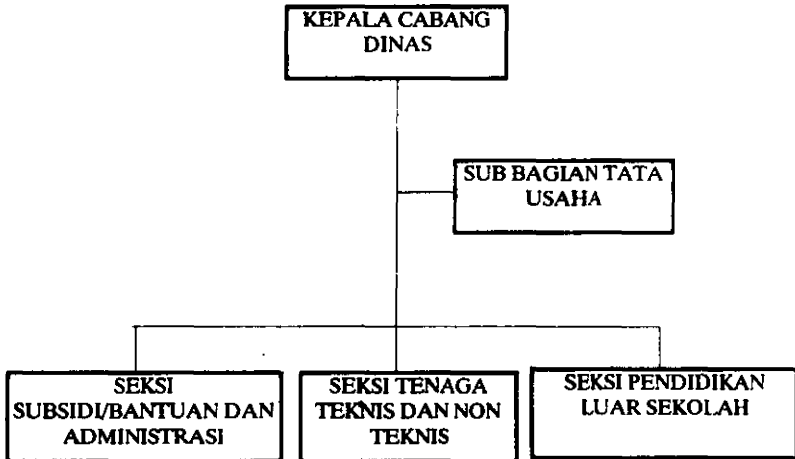 KEPALA CABANG
DINAS
SUB BAGIAN TATA
USAHA
SEKSI
SUBSIDI/BANTUAN DAN
ADMINISTRASI
SEKSI TENAGA
TEKNIS DAN NON
TEKNIS
SEKSI PENDIDIKAN
LUAR SEKOLAH